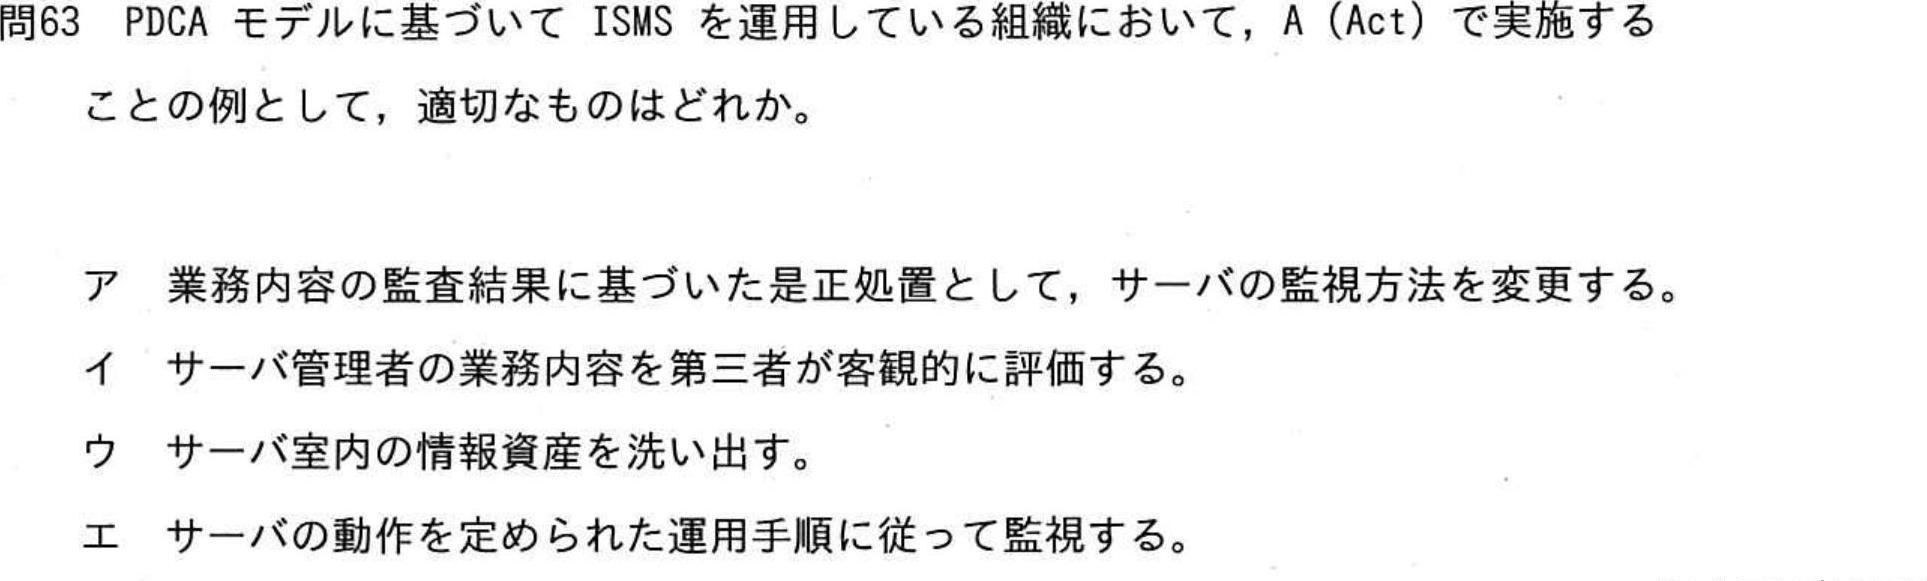 問63 PDCA モデルに基づいて ISMS を運用している組織において，A（Act）で実施する
ことの例として，適切なものはどれか。
ア 業務内容の監査結果に基づいた是正処置として，サーバの監視方法を変更する。
イ サーバ管理者の業務内容を第三者が客観的に評価する。
ウ サーバ室内の情報資産を洗い出す。
エ サーバの動作を定められた運用手順に従って監視する。